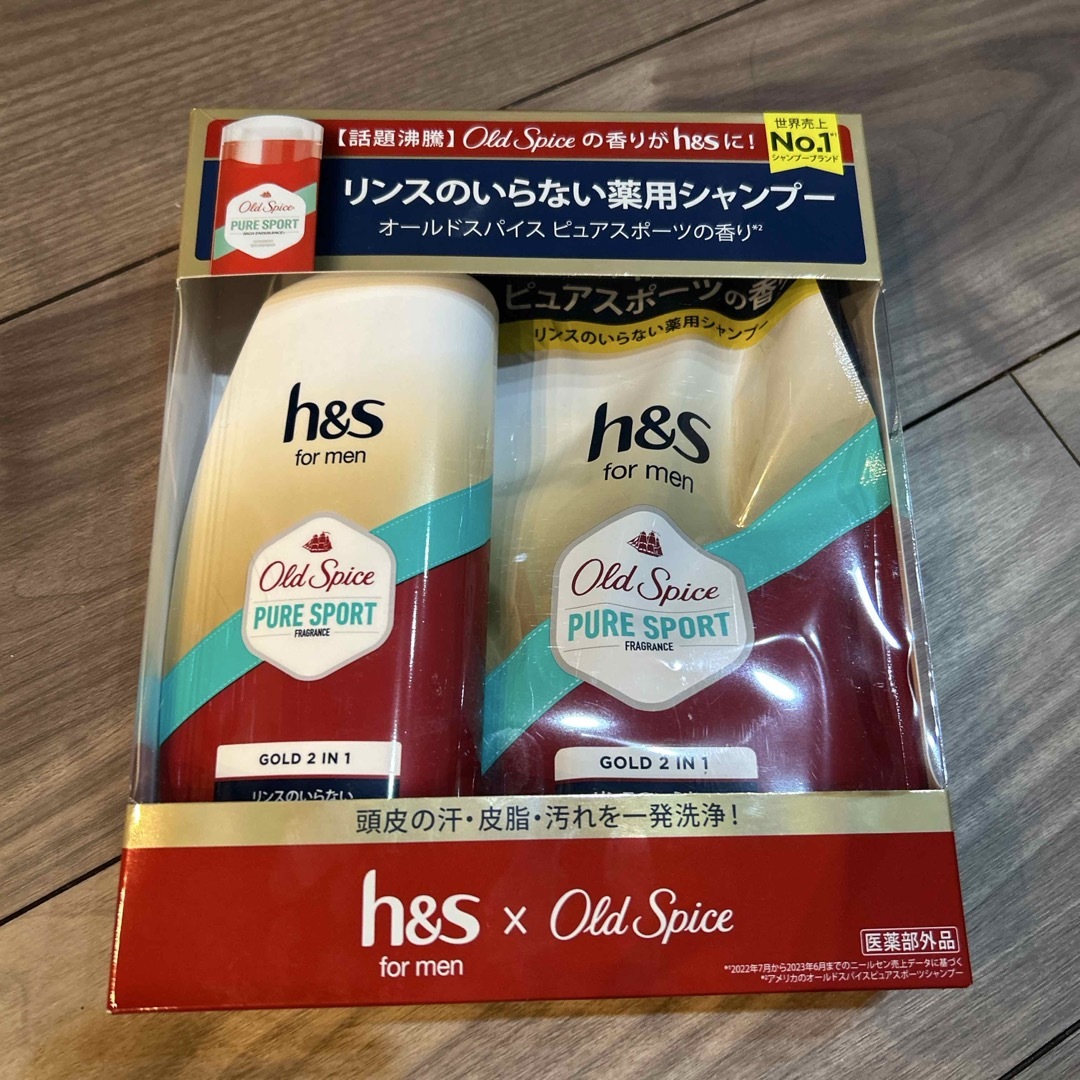 【話題沸騰】Old Spiceの香りがh&sに!
世界売上
No.1*1
シャンプーブランド
リンスのいらない薬用シャンプー
オールドスパイス ピュアスポーツの香り*2
Old Spice
PURE SPORT
ピュアスポーツの香
リンスのいらない薬用シャンプー
h&s
for men
Old Spice
PURE SPORT
FRAGRANCE
GOLD 2 IN 1
リンスのいらない
h&s
for men
Old Spice
PURE SPORT
FRAGRANCE
GOLD 2 IN 1
頭皮の汗・皮脂・汚れを一発洗浄!
h&s
for men
x
Old Spice
医薬部外品
*1 2022年7月から2023年6月までのニールセン売上データに基づく
*2 アメリカのオールドスパイスピュアスポーツシャンプー